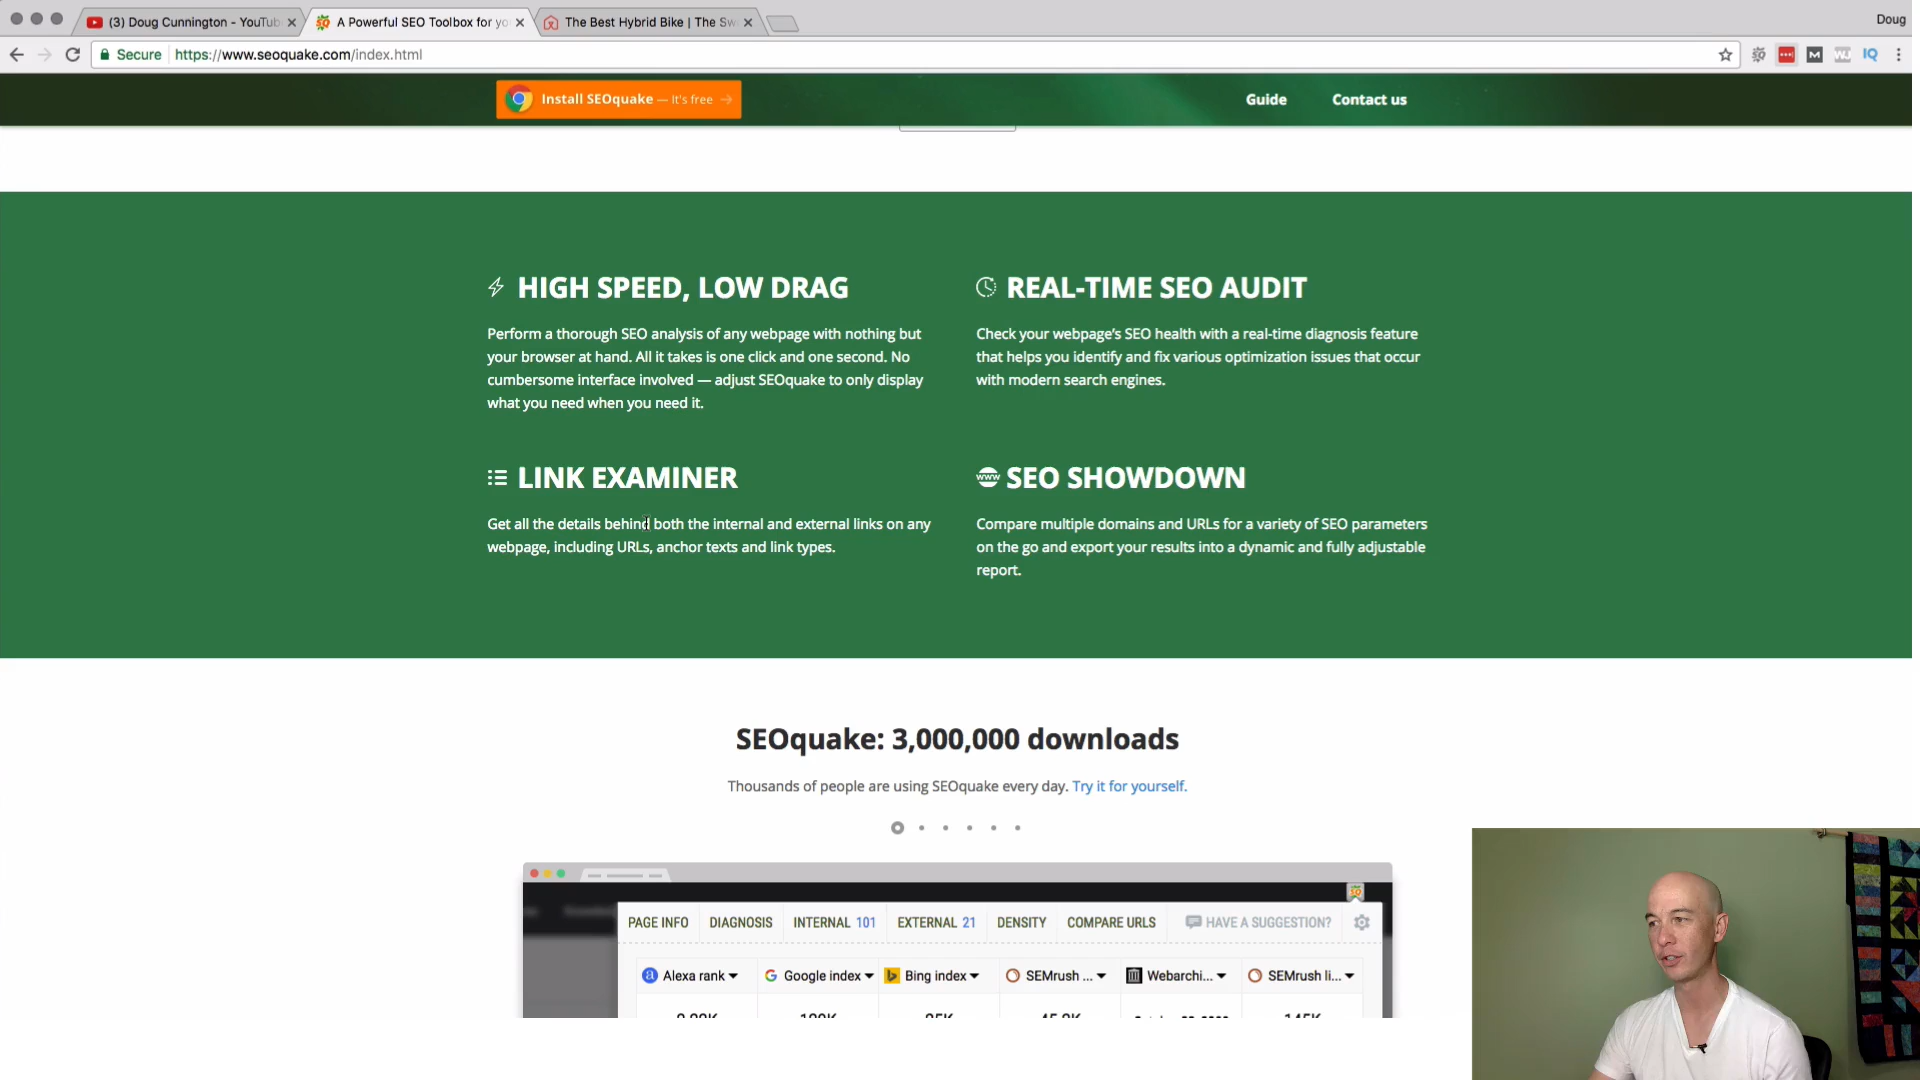 (3) Doug Cunnington - YouTub
A Powerful SEO Toolbox for yo
The Best Hybrid Bike | The Sw
Doug
Secure
https://www.seoquake.com/index.html
IQ
Install SEOquake — It's free →
Guide
Contact us
HIGH SPEED, LOW DRAG
Perform a thorough SEO analysis of any webpage with nothing but
your browser at hand. All it takes is one click and one second. No
cumbersome interface involved — adjust SEOquake to only display
what you need when you need it.
REAL-TIME SEO AUDIT
Check your webpage’s SEO health with a real-time diagnosis feature
that helps you identify and fix various optimization issues that occur
with modern search engines.
LINK EXAMINER
Get all the details behind both the internal and external links on any
webpage, including URLs, anchor texts and link types.
WWW SEO SHOWDOWN
Compare multiple domains and URLs for a variety of SEO parameters
on the go and export your results into a dynamic and fully adjustable
report.
SEOquake: 3,000,000 downloads
Thousands of people are using SEOquake every day. Try it for yourself.
PAGE INFO DIAGNOSIS INTERNAL 101 EXTERNAL 21 DENSITY COMPARE URLS HAVE A SUGGESTION?
Alexa rank Google index Bing index SEMrush ... Webarchi... SEMrush li...